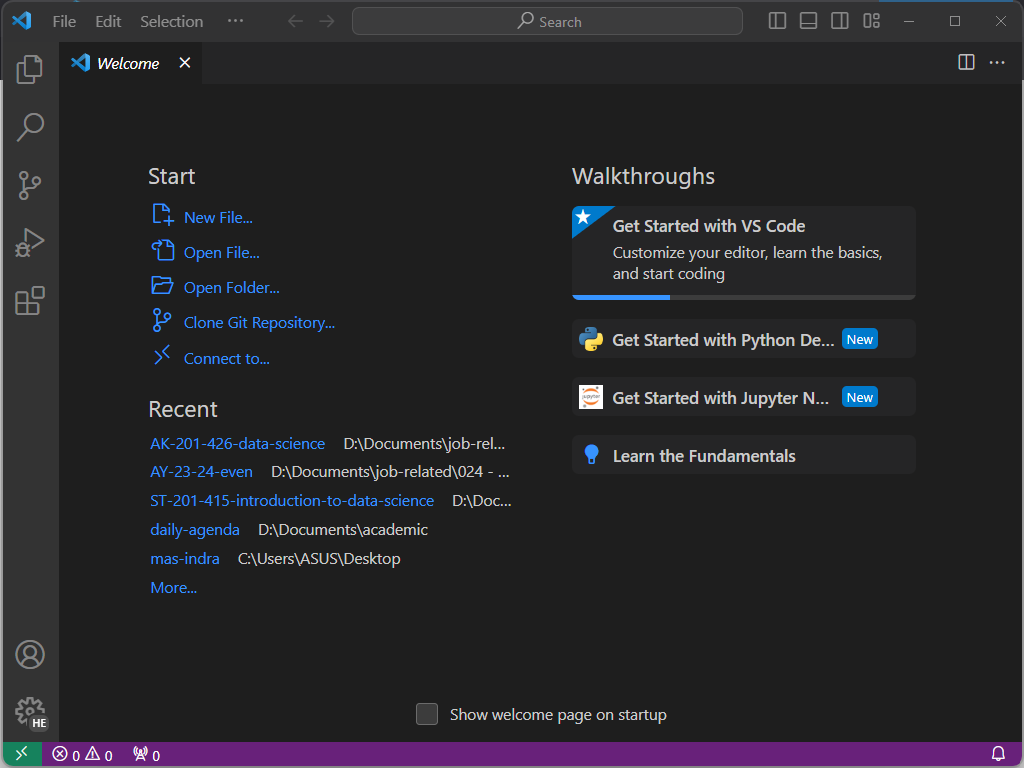 File Edit Selection ··· Search
Welcome
Start
New File...
Open File...
Open Folder...
Clone Git Repository...
Connect to...
Recent
AK-201-426-data-science D:\Documents\job-rel...
AY-23-24-even D:\Documents\job-related\024 - ...
ST-201-415-introduction-to-data-science D:\Doc...
daily-agenda D:\Documents\academic
mas-indra C:\Users\ASUS\Desktop
More...
Walkthroughs
Get Started with VS Code
Customize your editor, learn the basics,
and start coding
Get Started with Python De... New
Get Started with Jupyter N... New
Learn the Fundamentals
Show welcome page on startup
HE
0 0 0